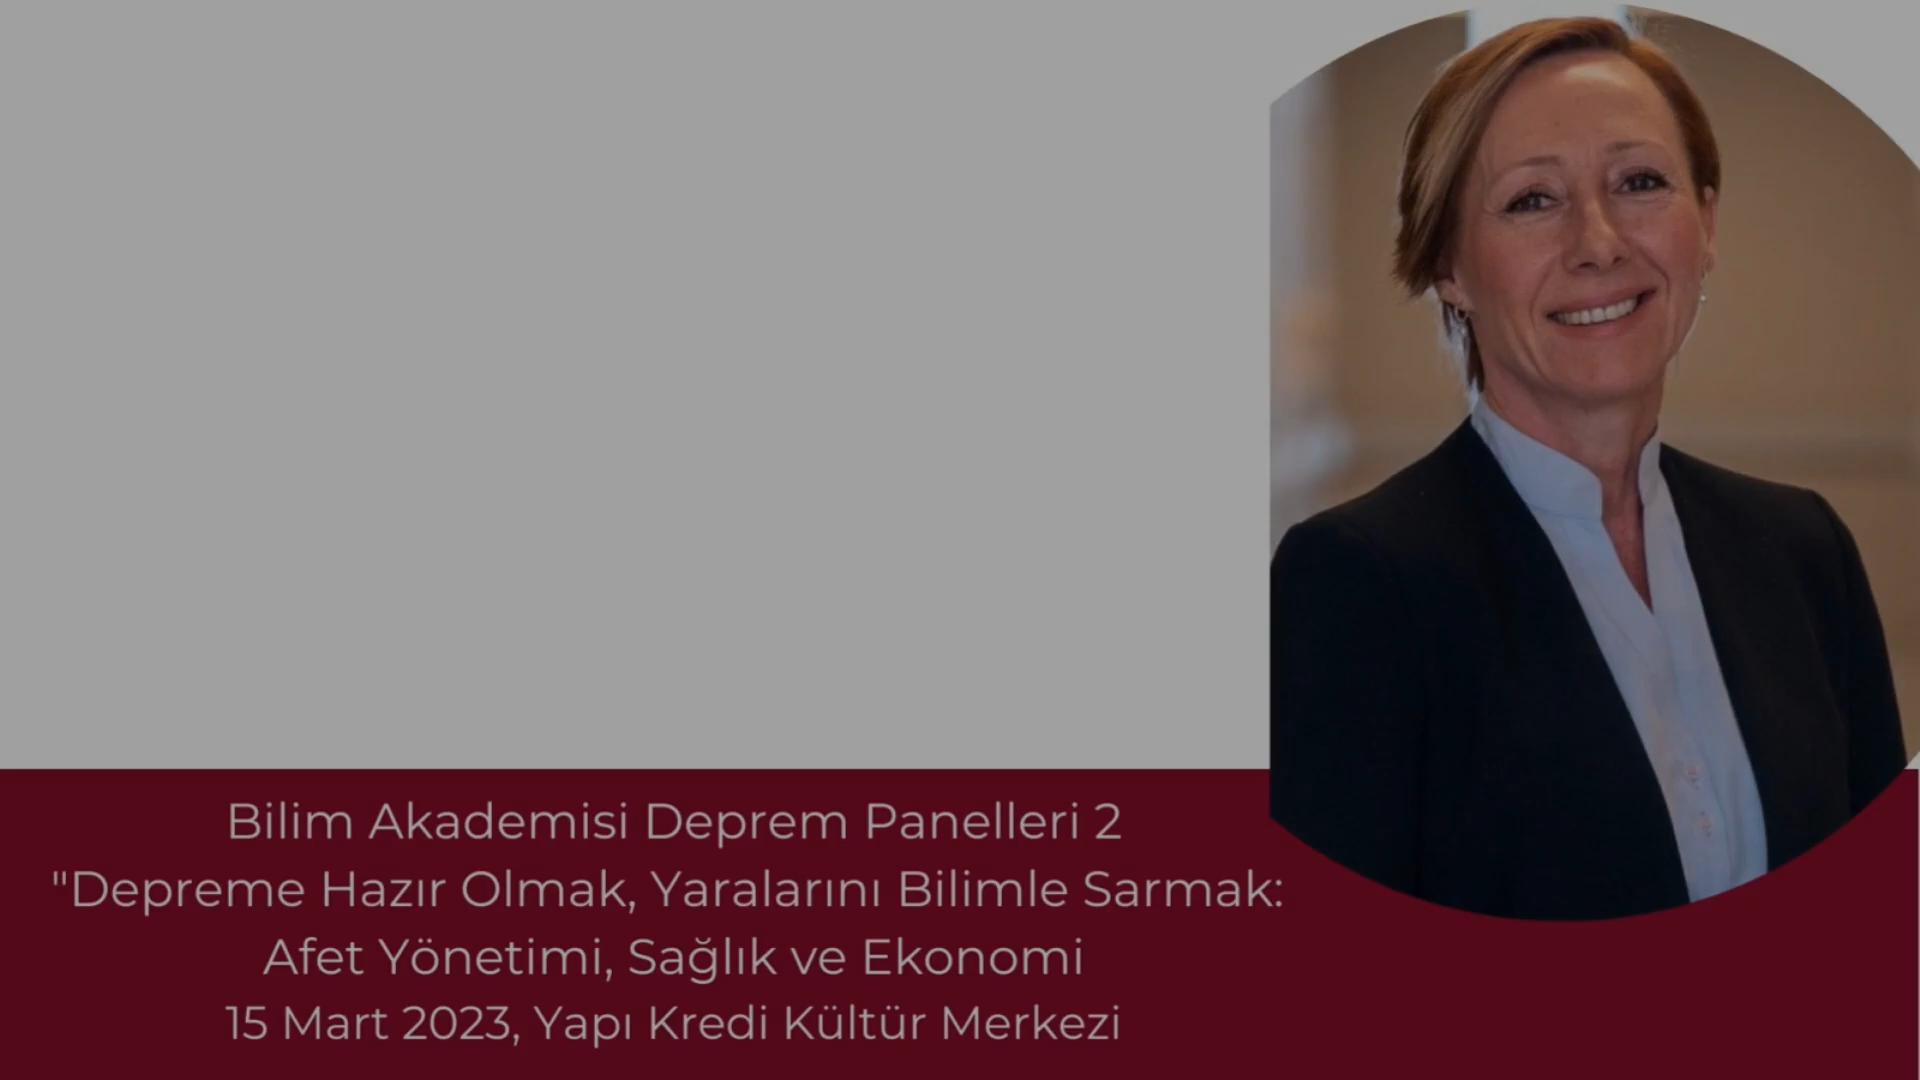 Bilim Akademisi Deprem Panelleri 2
"Depreme Hazır Olmak, Yaralarını Bilimle Sarmak:
Afet Yönetimi, Sağlık ve Ekonomi
15 Mart 2023, Yapı Kredi Kültür Merkezi